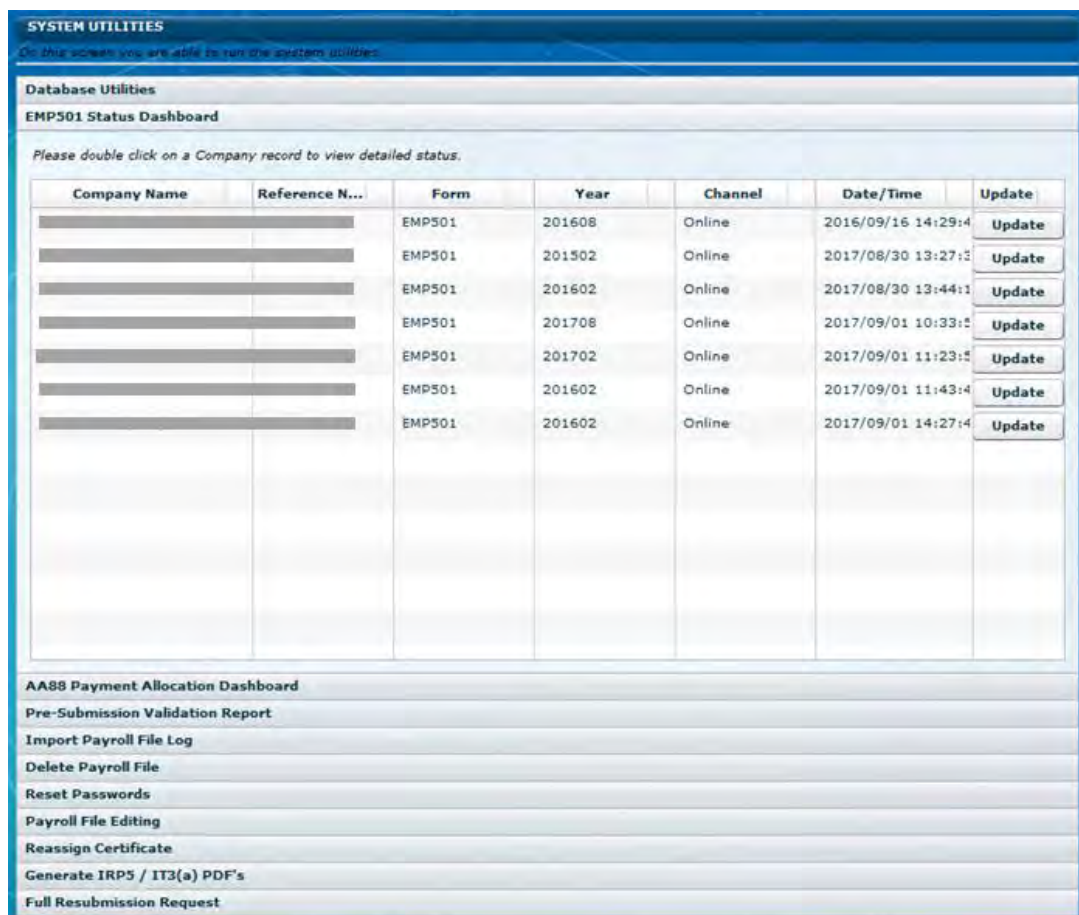 SYSTEM UTILITIES
On this screen you are able to run the system utilities.
Database Utilities
EMP501 Status Dashboard
Please double click on a Company record to view detailed status.
Company Name Reference N... Form Year Channel Date/Time Update
EMP501 201608 Online 2016/09/16 14:29:4 Update
EMP501 201502 Online 2017/08/30 13:27: Update
EMP501 201602 Online 2017/08/30 13:44:1 Update
EMP501 201708 Online 2017/09/01 10:33: Update
EMP501 201702 Online 2017/09/01 11:23: Update
EMP501 201602 Online 2017/09/01 11:43:4 Update
EMP501 201602 Online 2017/09/01 14:27:4 Update
AA88 Payment Allocation Dashboard
Pre-Submission Validation Report
Import Payroll File Log
Delete Payroll File
Reset Passwords
Payroll File Editing
Reassign Certificate
Generate IRP5 / IT3(a) PDF's
Full Resubmission Request